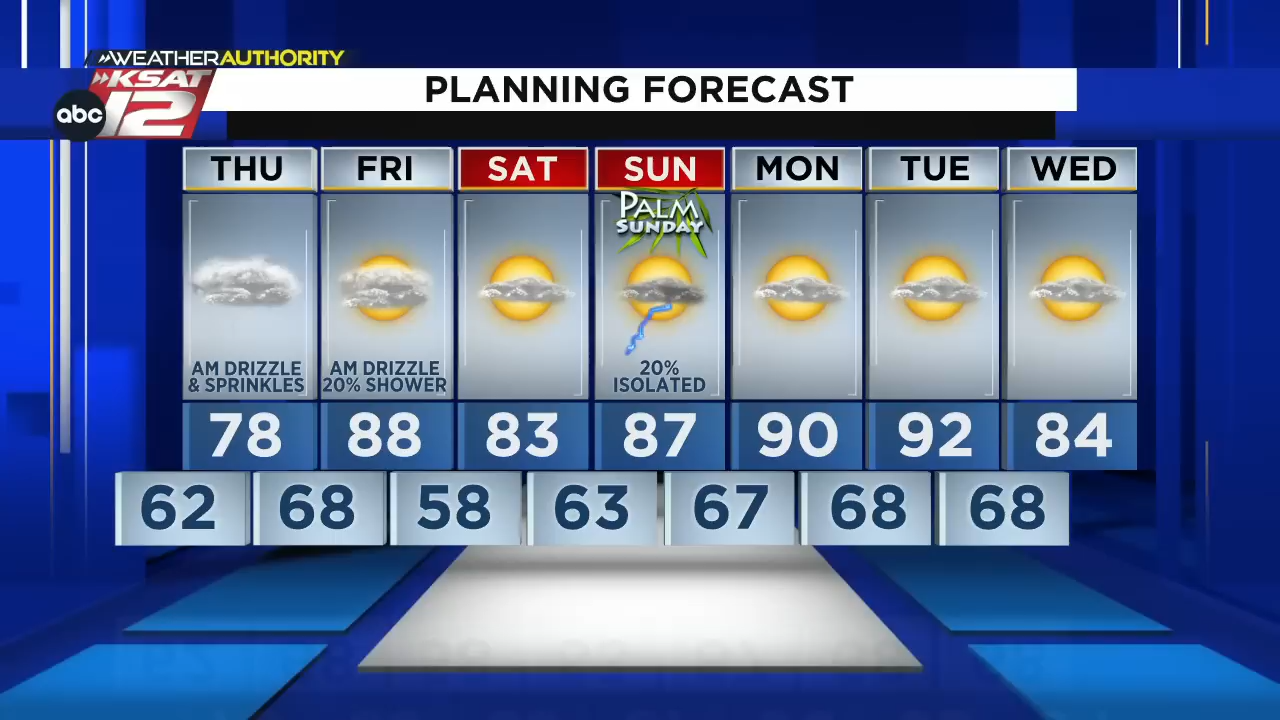 WEATHERAUTHORITY
KSAT
abc 12
PLANNING FORECAST
THU FRI SAT SUN MON TUE WED
PALM
SUNDAY
AM DRIZZLE AM DRIZZLE 20%
& SPRINKLES 20% SHOWER ISOLATED
78 88 83 87 90 92 84
62 68 58 63 67 68 68